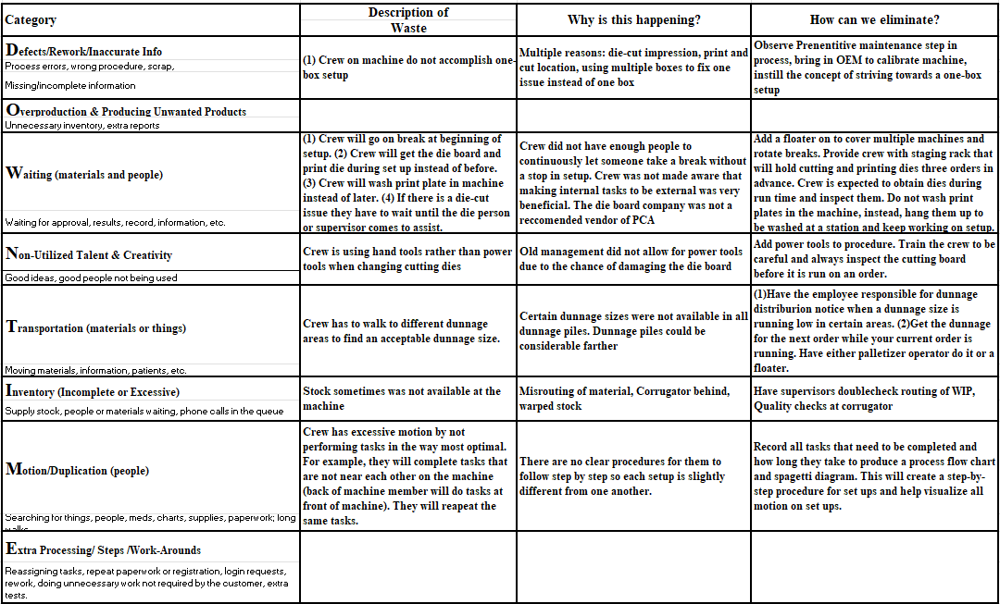 Category
Description of
Waste
Why is this happening?
How can we eliminate?
Defects/Rework/Inaccurate Info
Process errors, wrong procedure, scrap,
Missing/incomplete information
(1) Crew on machine do not accomplish one-
box setup
Multiple reasons: die-cut impression, print and
cut location, using multiple boxes to fix one
issue instead of one box
Observe Prenentitive maintenance step in
process, bring in OEM to calibrate machine,
instill the concept of striving towards a one-box
setup
Overproduction & Producing Unwanted Products
Unnecessary inventory, extra reports
Waiting (materials and people)
Waiting for approval, results, record, information, etc.
(1) Crew will go on break at beginning of
setup. (2) Crew will get the die board and
print die during set up instead of before.
(3) Crew will wash print plate in machine
instead of later. (4) If there is a die-cut
issue they have to wait until the die person
or supervisor comes to assist.
Crew did not have enough people to
continuously let someone take a break without
a stop in setup. Crew was not made aware that
making internal tasks to be external was very
beneficial. The die board company was not a
reccomended vendor of PCA
Add a floater on to cover multiple machines and
rotate breaks. Provide crew with staging rack that
will hold cutting and printing dies three orders in
advance. Crew is expected to obtain dies during
run time and inspect them. Do not wash print
plates in the machine, instead, hang them up to
be washed at a station and keep working on setup.
Non-Utilized Talent & Creativity
Good ideas, good people not being used
Crew is using hand tools rather than power
tools when changing cutting dies
Old management did not allow for power tools
due to the chance of damaging the die board
Add power tools to procedure. Train the crew to be
careful and always inspect the cutting board
before it is run on an order.
Transportation (materials or things)
Moving materials, information, patients, etc.
Crew has to walk to different dunnage
areas to find an acceptable dunnage size.
Certain dunnage sizes were not available in all
dunnage piles. Dunnage piles could be
considerable farther
(1)Have the employee responsible for dunnage
distriburion notice when a dunnage size is
running low in certain areas. (2)Get the dunnage
for the next order while your current order is
running. Have either palletizer operator do it or a
floater.
Inventory (Incomplete or Excessive)
Supply stock, people or materials waiting, phone calls in the queue
Stock sometimes was not available at the
machine
Misrouting of material, Corrugator behind,
warped stock
Have supervisors doublecheck routing of WIP,
Quality checks at corrugator
Motion/Duplication (people)
Searching for things, people, meds, charts, supplies, paperwork; long
walks
Crew has excessive motion by not
performing tasks in the way most optimal.
For example, they will complete tasks that
are not near each other on the machine
(back of machine member will do tasks at
front of machine). They will reapeat the
same tasks.
There are no clear procedures for them to
follow step by step so each setup is slightly
different from one another.
Record all tasks that need to be completed and
how long they take to produce a process flow chart
and spagetti diagram. This will create a step-by-
step procedure for set ups and help visualize all
motion on set ups.
Extra Processing/ Steps /Work-Arounds
Reassigning tasks, repeat paperwork or registration, login requests,
rework, doing unnecessary work not required by the customer, extra
tests.